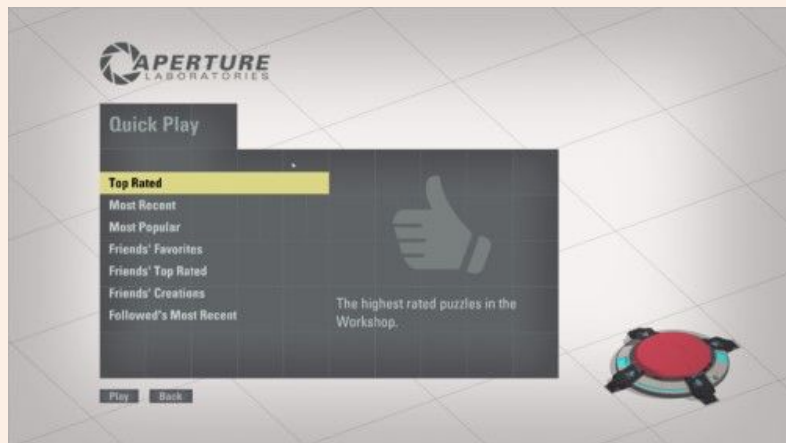 APERTURE
LABORATORIES
Quick Play
Top Rated
Most Recent
Most Popular
Friends' Favorites
Friends' Top Rated
Friends' Creations
Followed's Most Recent
The highest rated puzzles in the
Workshop.
Play Back